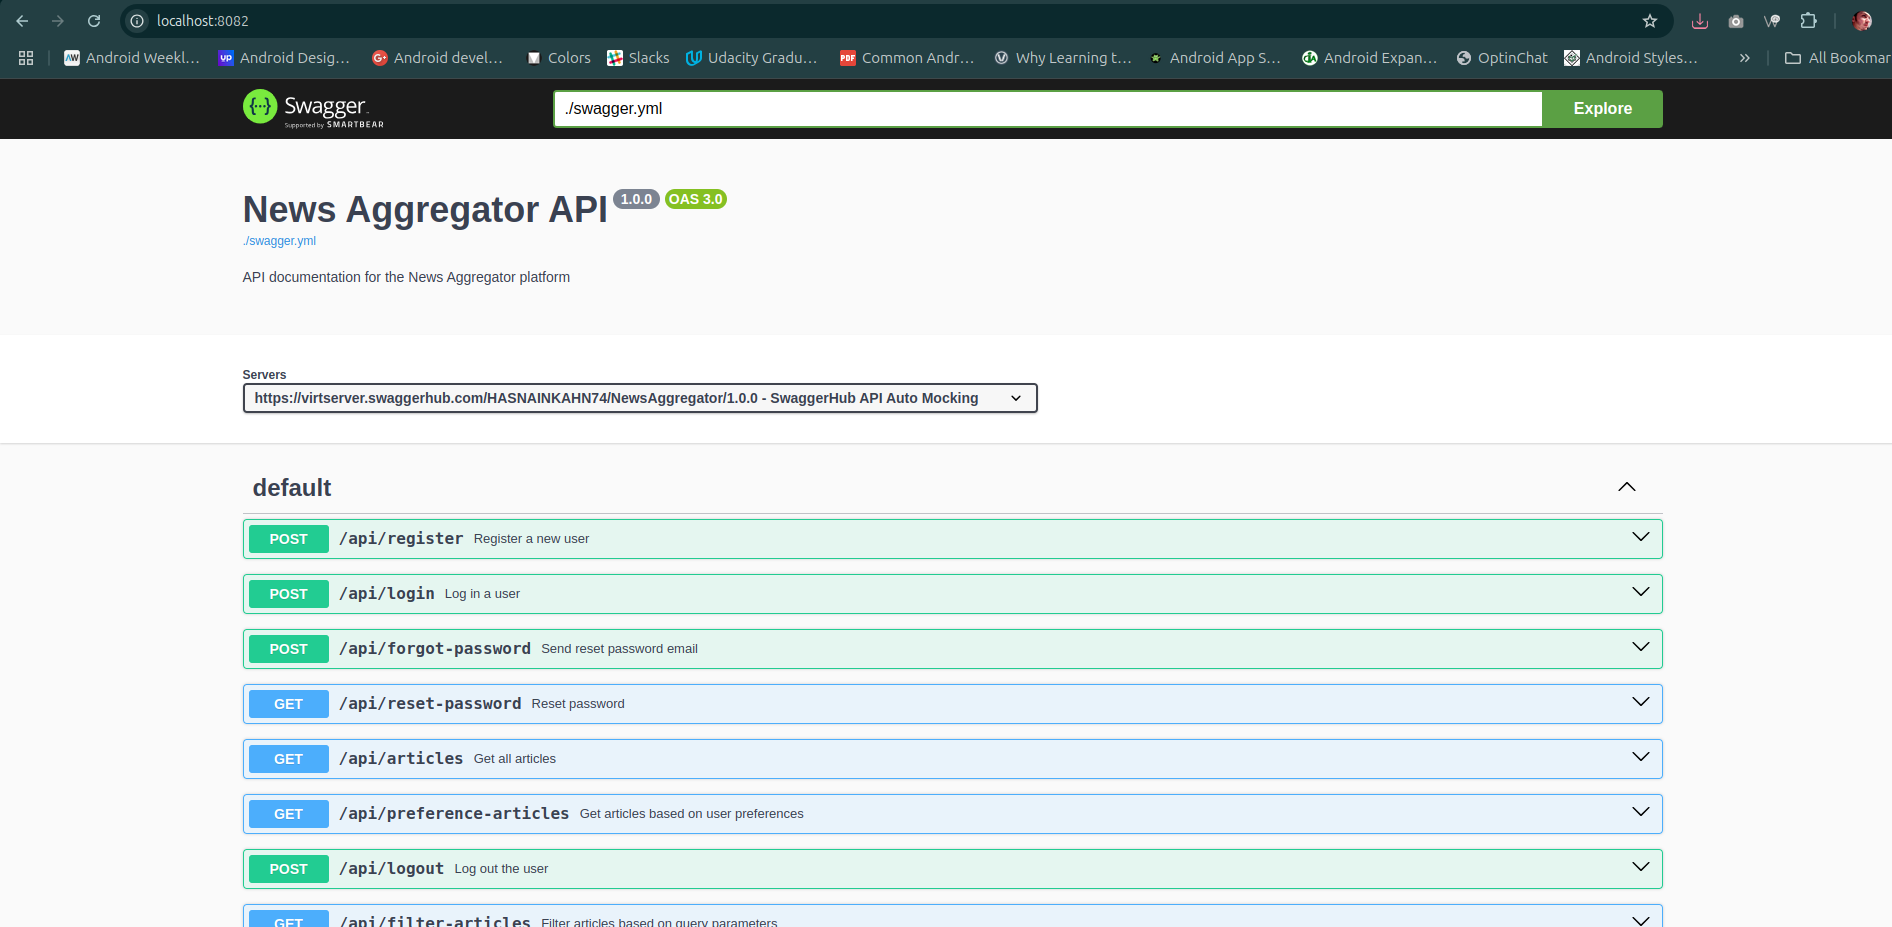 localhost:8082
Android Weekl... Android Desig... Android devel... Colors Slacks Udacity Gradu... Common Andr... Why Learning t... Android App S... Android Expan... OptinChat Android Styles... » All Bookmar
Swagger
Supported by SMARTBEAR
./swagger.yml Explore
News Aggregator API 1.0.0 OAS 3.0
./swagger.yml
API documentation for the News Aggregator platform
Servers
https://virtserver.swaggerhub.com/HASNAINKAHN74/NewsAggregator/1.0.0 - SwaggerHub API Auto Mocking
default
POST /api/register Register a new user
POST /api/login Log in a user
POST /api/forgot-password Send reset password email
GET /api/reset-password Reset password
GET /api/articles Get all articles
GET /api/preference-articles Get articles based on user preferences
POST /api/logout Log out the user
GET /api/filter-articles Filter articles based on query parameters